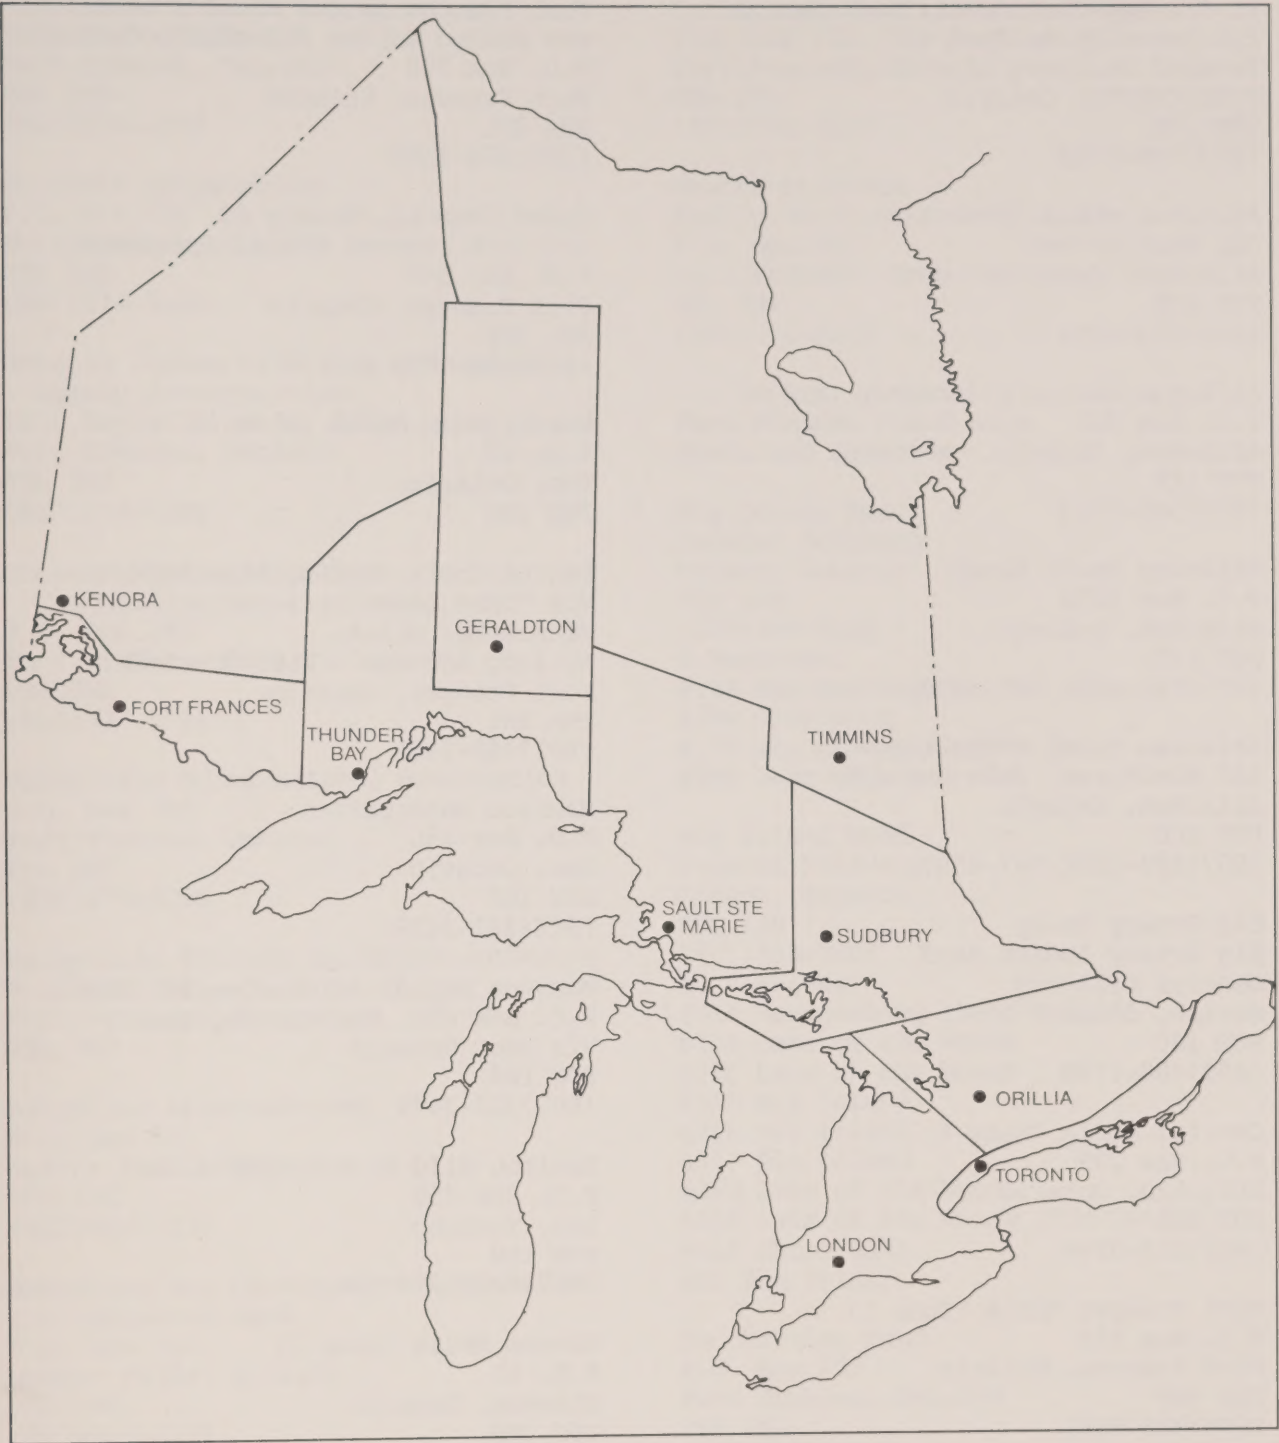 KENORA
GERALDTON
FORT FRANCES
THUNDER
BAY
TIMMINS
SAULT STE
MARIE
SUDBURY
ORILLIA
TORONTO
LONDON